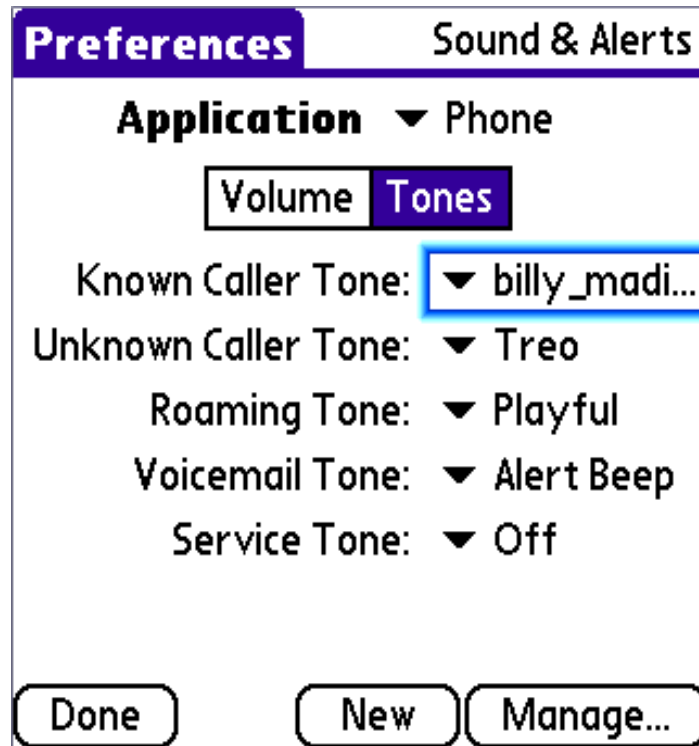 Preferences Sound & Alerts
Application Phone
Volume Tones
Known Caller Tone: billy_madi...
Unknown Caller Tone: Treo
Roaming Tone: Playful
Voicemail Tone: Alert Beep
Service Tone: Off
Done New Manage...